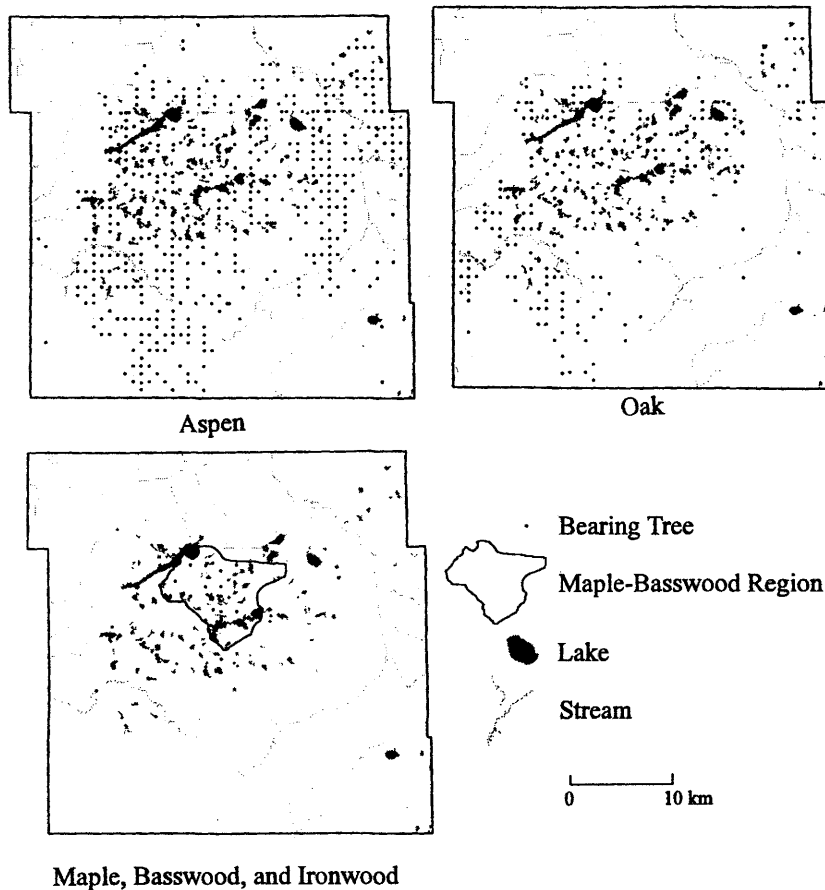 Aspen
Oak
Bearing Tree
Maple-Basswood Region
Lake
Stream
0 10 km
Maple, Basswood, and Ironwood